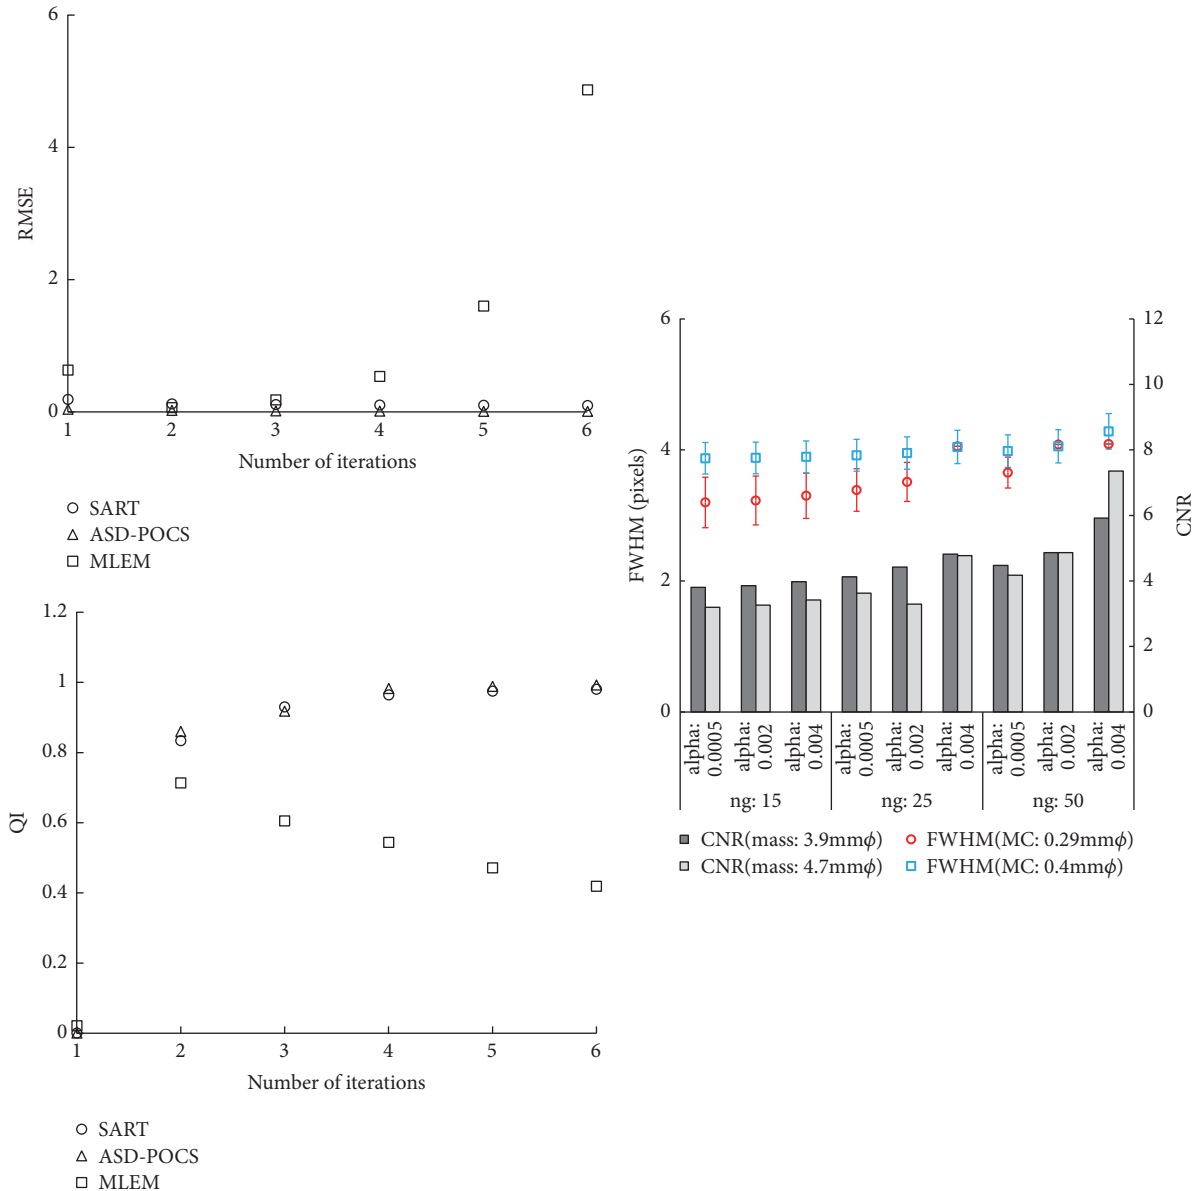 6
4
2
0
RMSE
1
2
3
4
5
6
Number of iterations
SART
ASD-POCS
MLEM
1.2
1
0.8
0.6
0.4
0.2
0
QI
1
2
3
4
5
6
Number of iterations
SART
ASD-POCS
MLEM
6
4
2
0
FWHM (pixels)
12
10
8
6
4
2
0
CNR
alpha:
0.0005
alpha:
0.002
alpha:
0.004
alpha:
0.0005
alpha:
0.002
alpha:
0.004
alpha:
0.0005
alpha:
0.002
alpha:
0.004
ng: 15
ng: 25
ng: 50
CNR(mass: 3.9mmϕ)
CNR(mass: 4.7mmϕ)
FWHM(MC: 0.29mmϕ)
FWHM(MC: 0.4mmϕ)